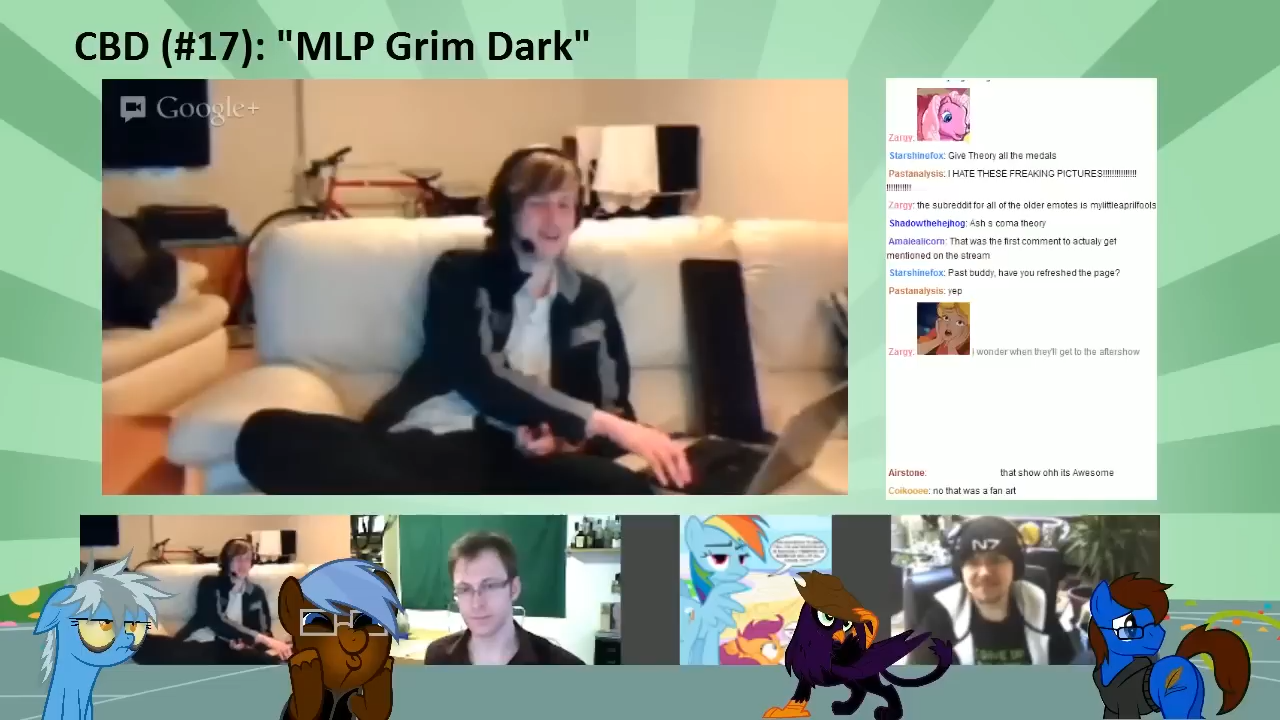 CBD (#17): "MLP Grim Dark"
Google+
Zargy:
Starshinefox: Give Theory all the medals
Pastanalysis: I HATE THESE FREAKING PICTURES!!!!!!!!!!!!!!!!
!!!!!!!!!!!
Zargy: the subreddit for all of the older emotes is mylittleaprilfools
Shadowthehejhog: Ash s coma theory
Amaiealicorn: That was the first comment to actualy get
mentioned on the stream
Starshinefox: Past buddy, have you refreshed the page?
Pastanalysis: yep
Zargy: I wonder when they'll get to the aftershow
Airstone: that show ohh its Awesome
Coikooee: no that was a fan art
N7